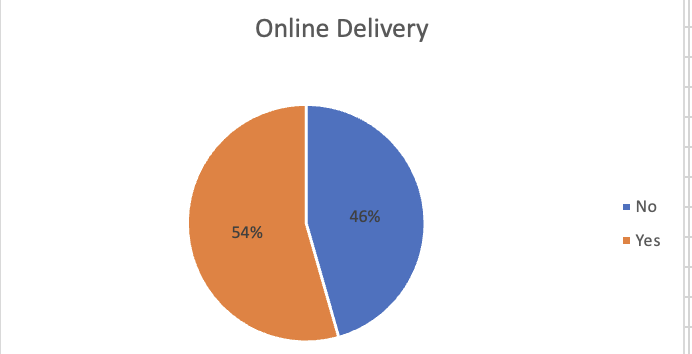 Online Delivery
46%
54%
No
Yes